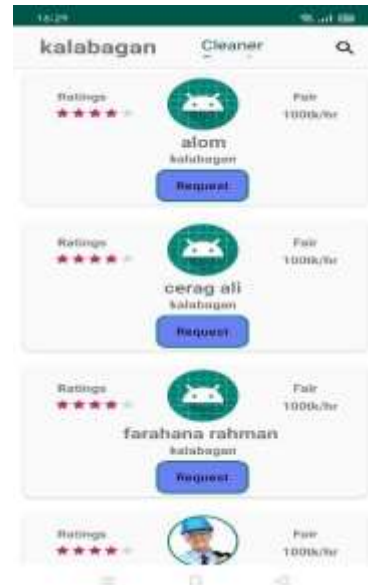 16:29
kalabagan Cleaner
Ratings Fair
100tk/hr
alom
kalabagan
Request
Ratings Fair
100tk/hr
cerag ali
kalabagan
Request
Ratings Fair
100tk/hr
farahana rahman
kalabagan
Request
Ratings Fair
100tk/hr